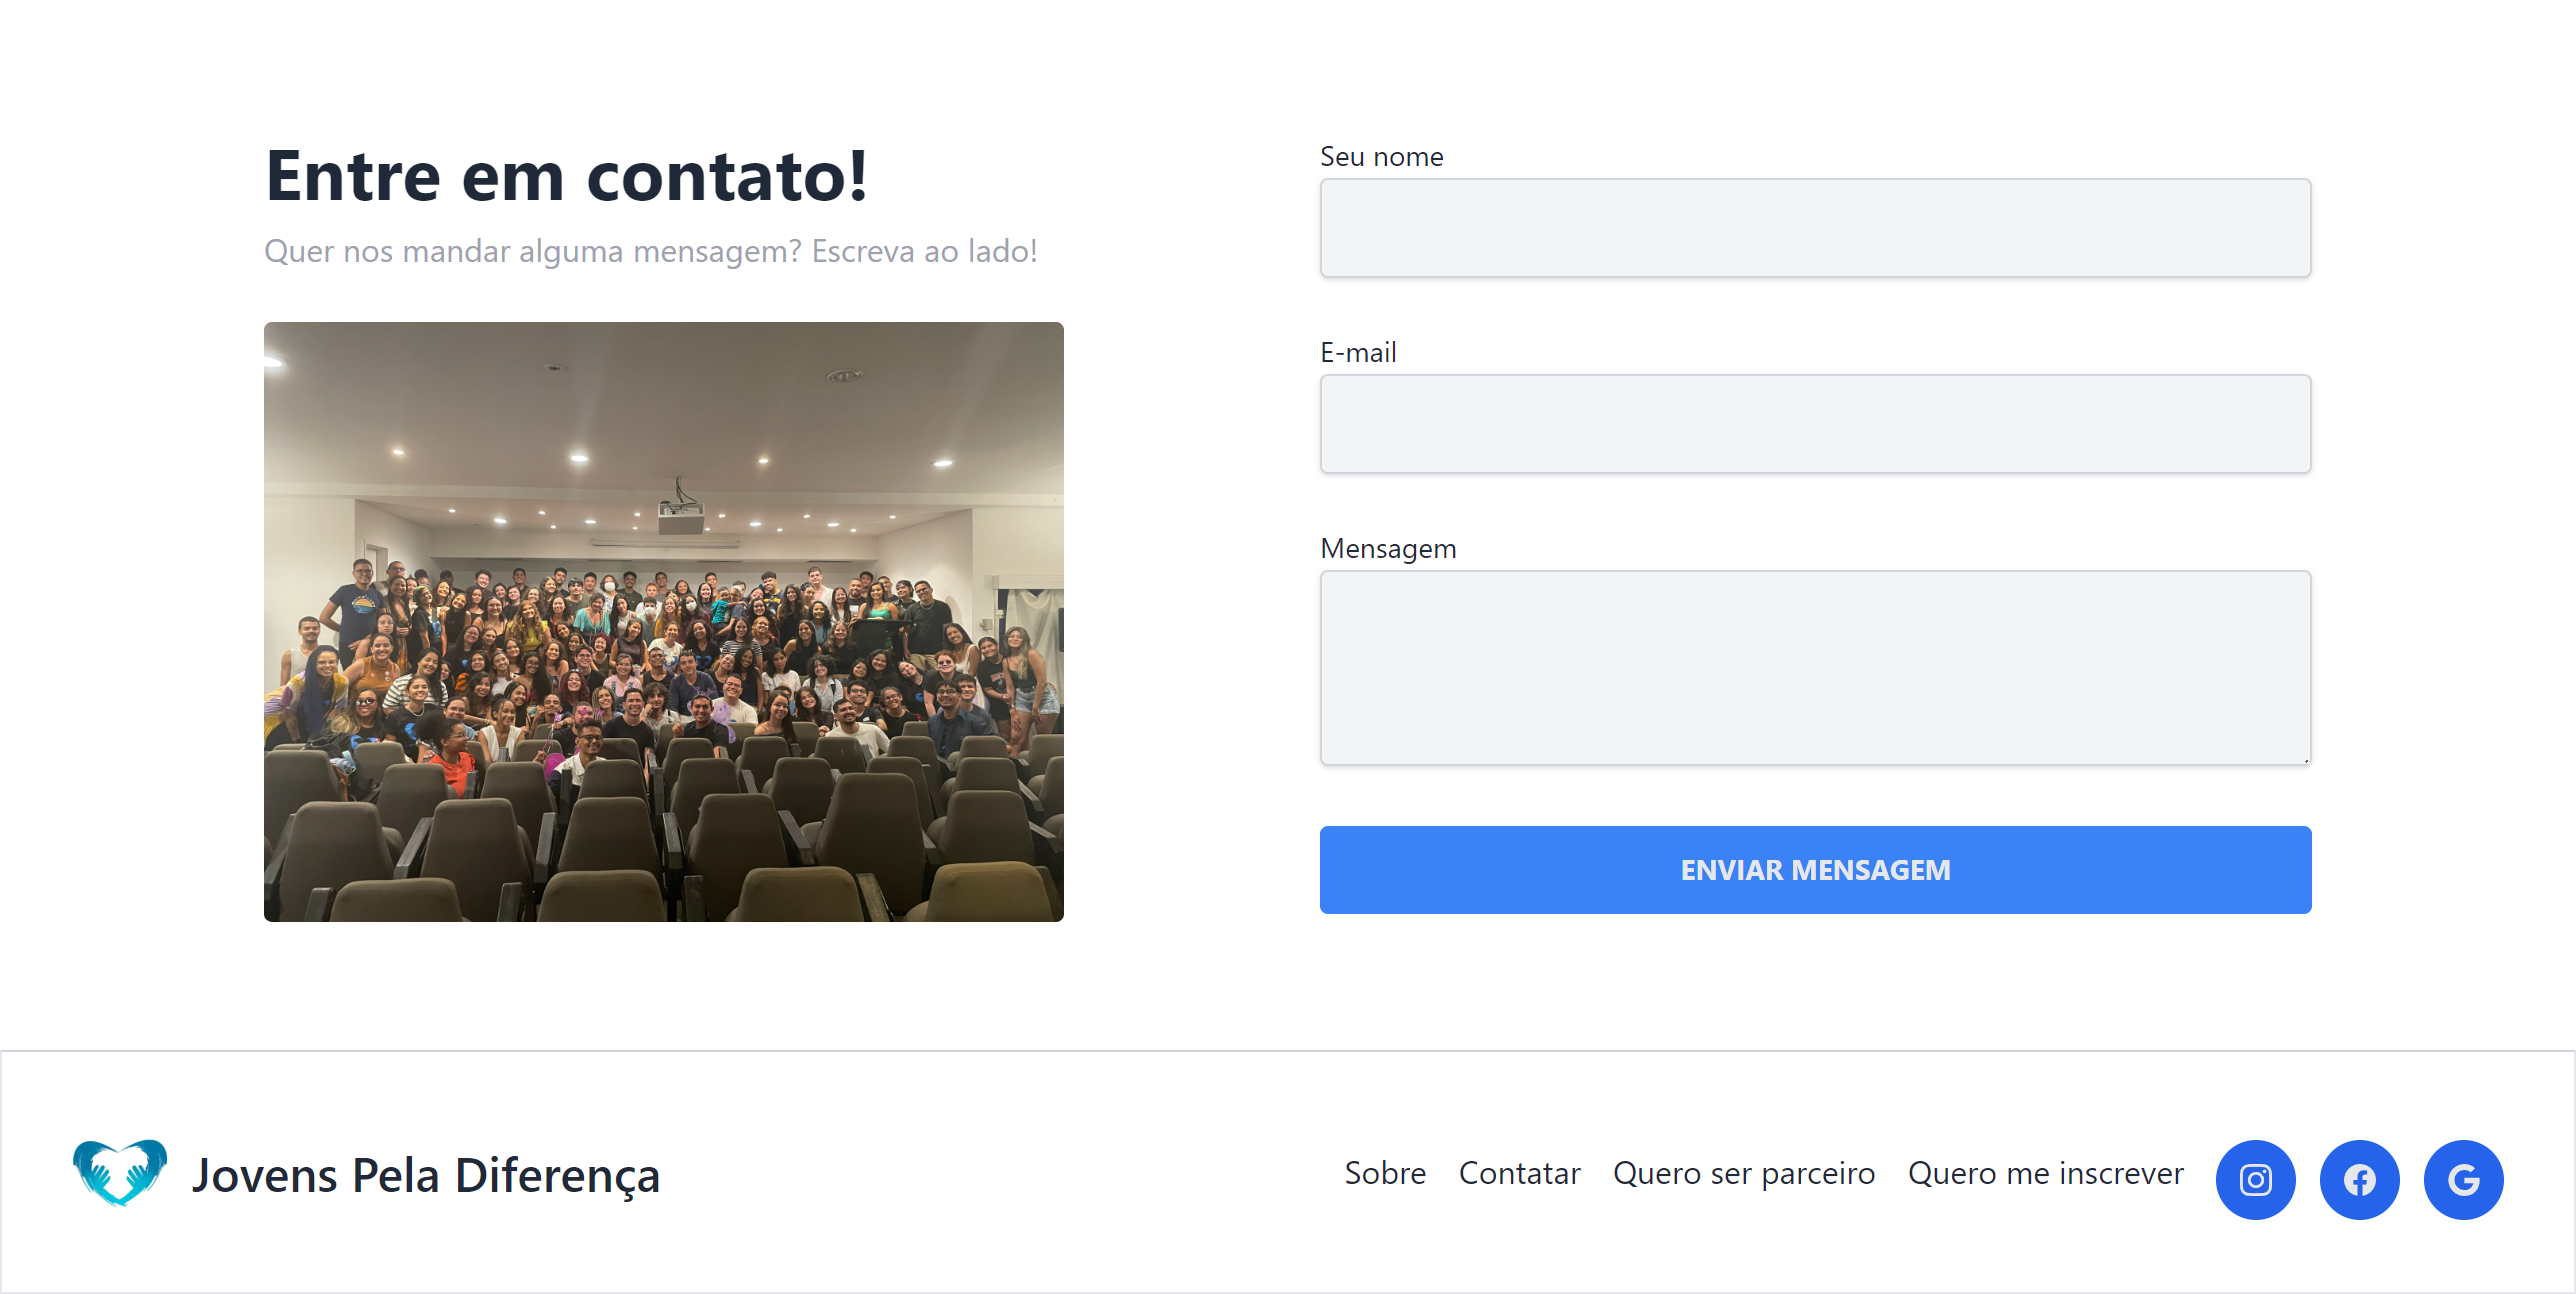 Entre em contato!
Quer nos mandar alguma mensagem? Escreva ao lado!
Seu nome
E-mail
Mensagem
ENVIAR MENSAGEM
Jovens Pela Diferença
Sobre Contatar Quero ser parceiro Quero me inscrever